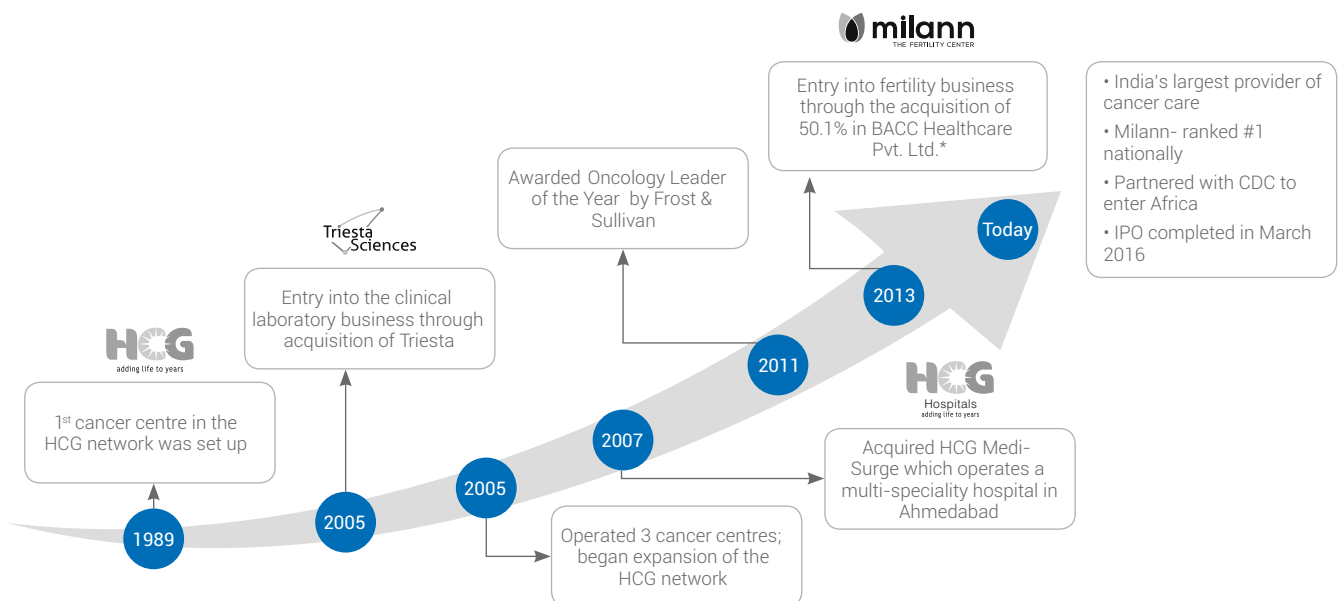 HCG
adding life to years
1st cancer centre in the
HCG network was set up
1989
Triesta
Sciences
Entry into the clinical
laboratory business through
acquisition of Triesta
2005
2005
Operated 3 cancer centres;
began expansion of the
HCG network
2007
HCG
Hospitals
adding life to years
Acquired HCG Medi-
Surge which operates a
multi-speciality hospital in
Ahmedabad
Awarded Oncology Leader
of the Year by Frost &
Sullivan
2011
milann
THE FERTILITY CENTER
Entry into fertility business
through the acquisition of
50.1% in BACC Healthcare
Pvt. Ltd.*
2013
Today
• India's largest provider of
cancer care
• Milann- ranked #1
nationally
• Partnered with CDC to
enter Africa
• IPO completed in March
2016